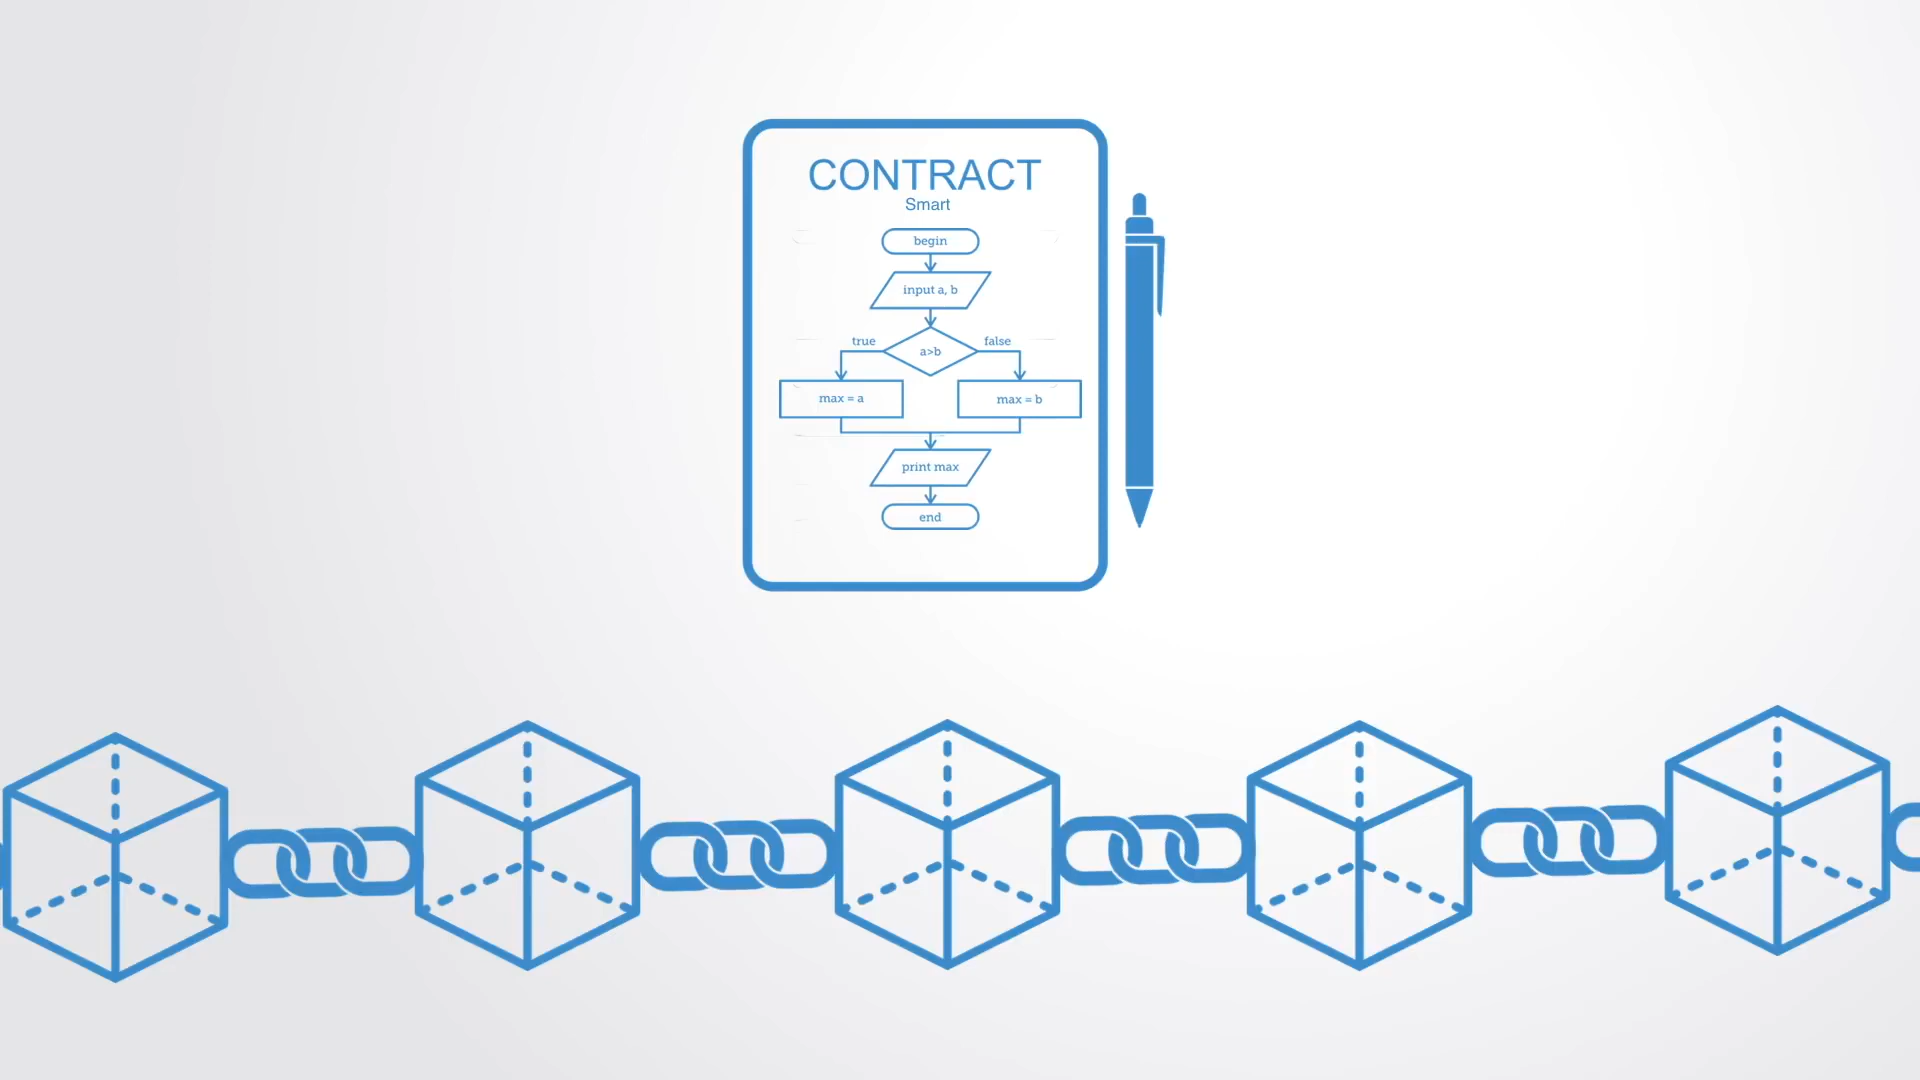 CONTRACT
Smart
begin
input a, b
true
a>b
false
max = a
max = b
print max
end